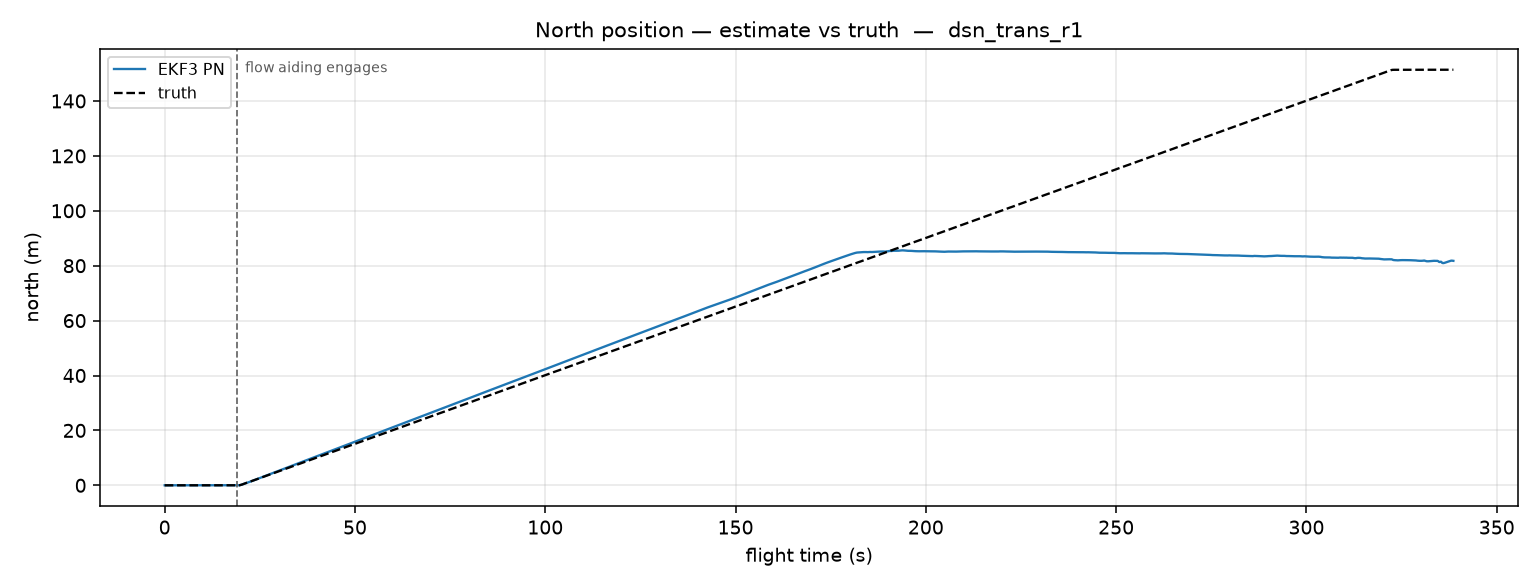 North position — estimate vs truth — dsn_trans_r1
EKF3 PN
truth
flow aiding engages
north (m)
140
120
100
80
60
40
20
0
0 50 100 150 200 250 300 350
flight time (s)